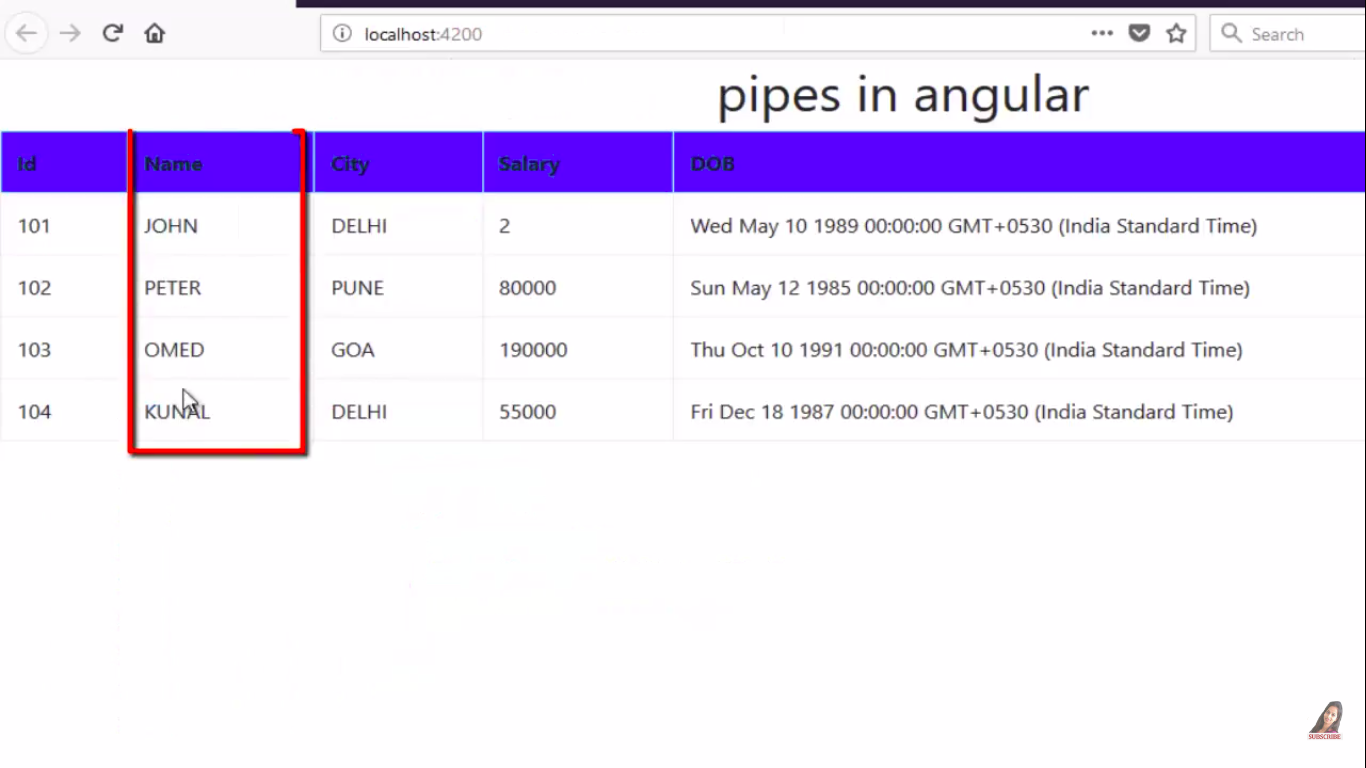 localhost:4200
Search
pipes in angular
Id Name City Salary DOB
101 JOHN DELHI 2 Wed May 10 1989 00:00:00 GMT+0530 (India Standard Time)
102 PETER PUNE 80000 Sun May 12 1985 00:00:00 GMT+0530 (India Standard Time)
103 OMED GOA 190000 Thu Oct 10 1991 00:00:00 GMT+0530 (India Standard Time)
104 KUNAL DELHI 55000 Fri Dec 18 1987 00:00:00 GMT+0530 (India Standard Time)
SUBSCRIBE